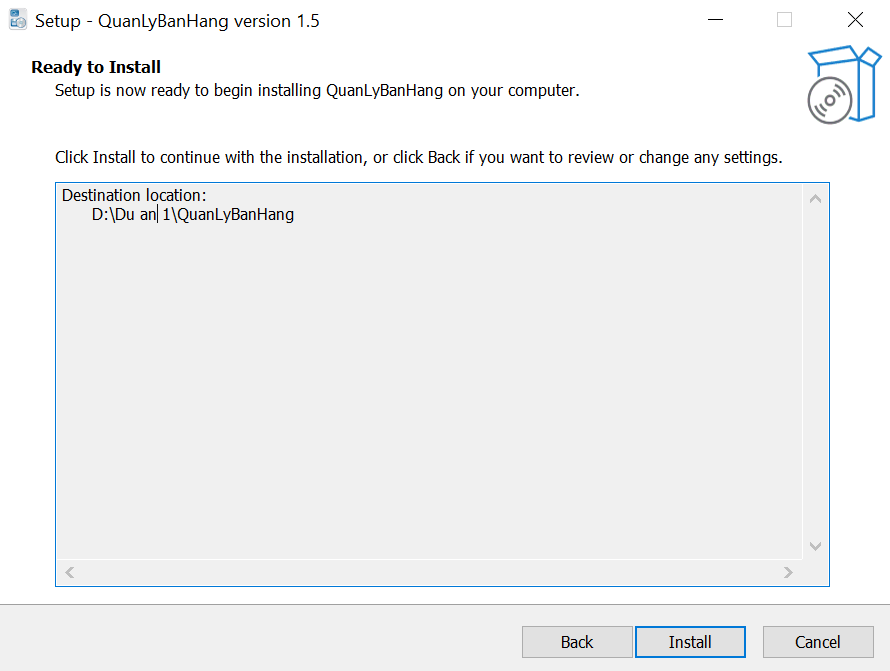 Setup - QuanLyBanHang version 1.5
Ready to Install
Setup is now ready to begin installing QuanLyBanHang on your computer.
Click Install to continue with the installation, or click Back if you want to review or change any settings.
Destination location:
D:\Du an 1\QuanLyBanHang
Back
Install
Cancel